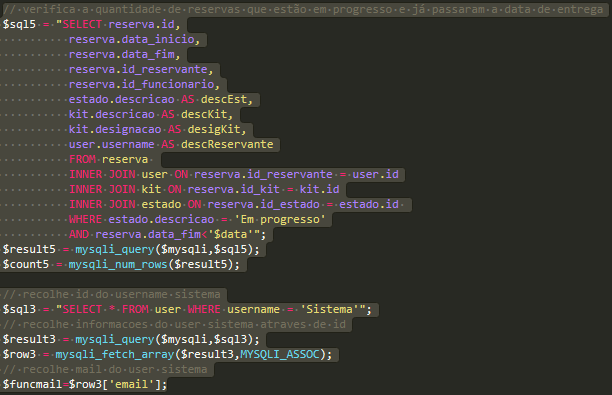 // verifica a quantidade de reservas que estão em progresso e já passaram a data de entrega
$sql5 = "SELECT reserva.id,
reserva.data_inicio,
reserva.data_fim,
reserva.id_reservante,
reserva.id_funcionario,
estado.descricao AS descEst,
kit.descricao AS descKit,
kit.designacao AS desigKit,
user.username AS descReservante
FROM reserva
INNER JOIN user ON reserva.id_reservante = user.id
INNER JOIN kit ON reserva.id_kit = kit.id
INNER JOIN estado ON reserva.id_estado = estado.id
WHERE estado.descricao = 'Em progresso'
AND reserva.data_fim<'$data'";
$result5 = mysqli_query($mysqli,$sql5);
$count5 = mysqli_num_rows($result5);
// recolhe id do username sistema
$sql3 = "SELECT * FROM user WHERE username = 'Sistema'";
// recolhe informacoes do user sistema atraves de id
$result3 = mysqli_query($mysqli,$sql3);
$row3 = mysqli_fetch_array($result3,MYSQLI_ASSOC);
// recolhe mail do user sistema
$funcmail=$row3['email'];